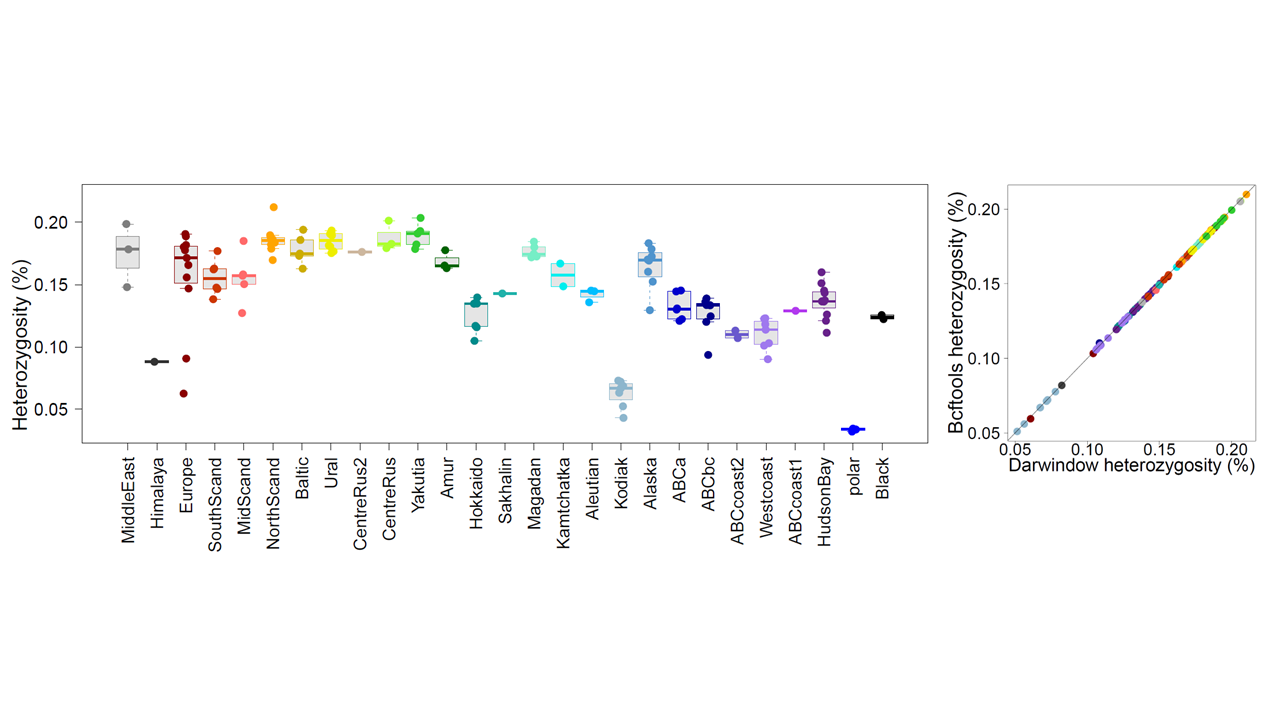 Heterozygosity (%)
0.20
0.15
0.10
0.05
MiddleEast
Himalaya
Europe
SouthScand
MidScand
NorthScand
Baltic
Ural
CentreRus2
CentreRus
Yakutia
Amur
Hokkaido
Sakhalin
Magadan
Kamtchatka
Aleutian
Kodiak
Alaska
ABCa
ABCbc
ABCcoast2
Westcoast
ABCcoast1
HudsonBay
polar
Black
Bcftools heterozygosity (%)
0.20
0.15
0.10
0.05
0.05 0.10 0.15 0.20
Darwindow heterozygosity (%)